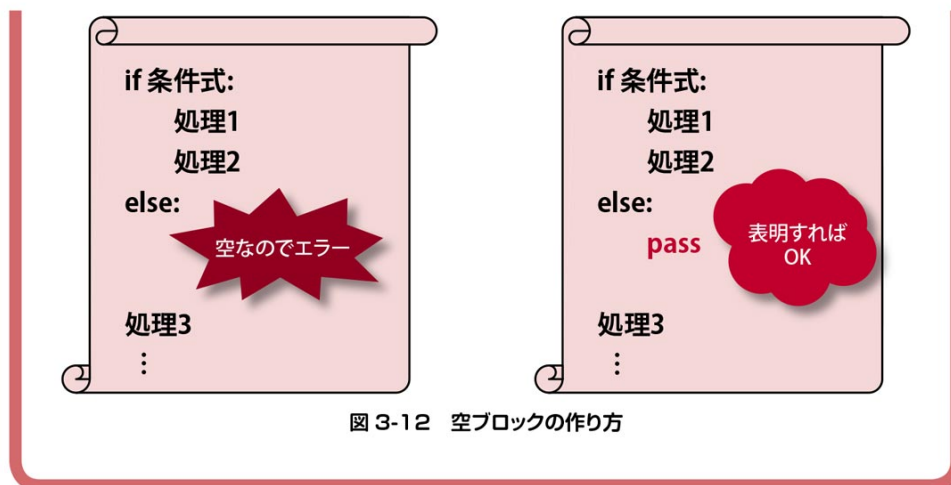 if 条件式:
処理1
処理2
else:
空なのでエラー
処理3
⋮
if 条件式:
処理1
処理2
else:
pass
表明すれば
OK
処理3
⋮
図 3-12 空ブロックの作り方